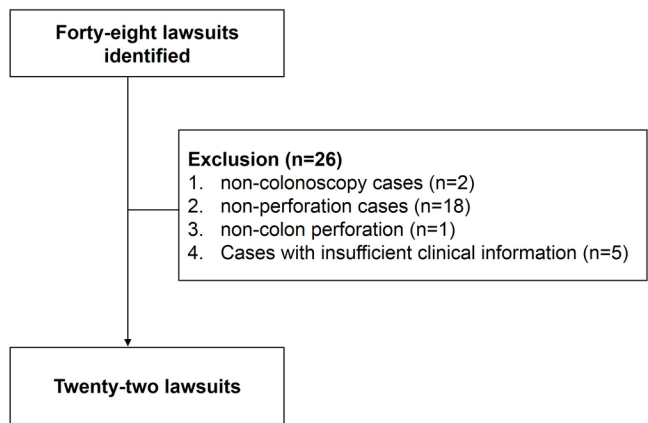 Forty-eight lawsuits
identified
Exclusion (n=26)
1. non-colonoscopy cases (n=2)
2. non-perforation cases (n=18)
3. non-colon perforation (n=1)
4. Cases with insufficient clinical information (n=5)
Twenty-two lawsuits